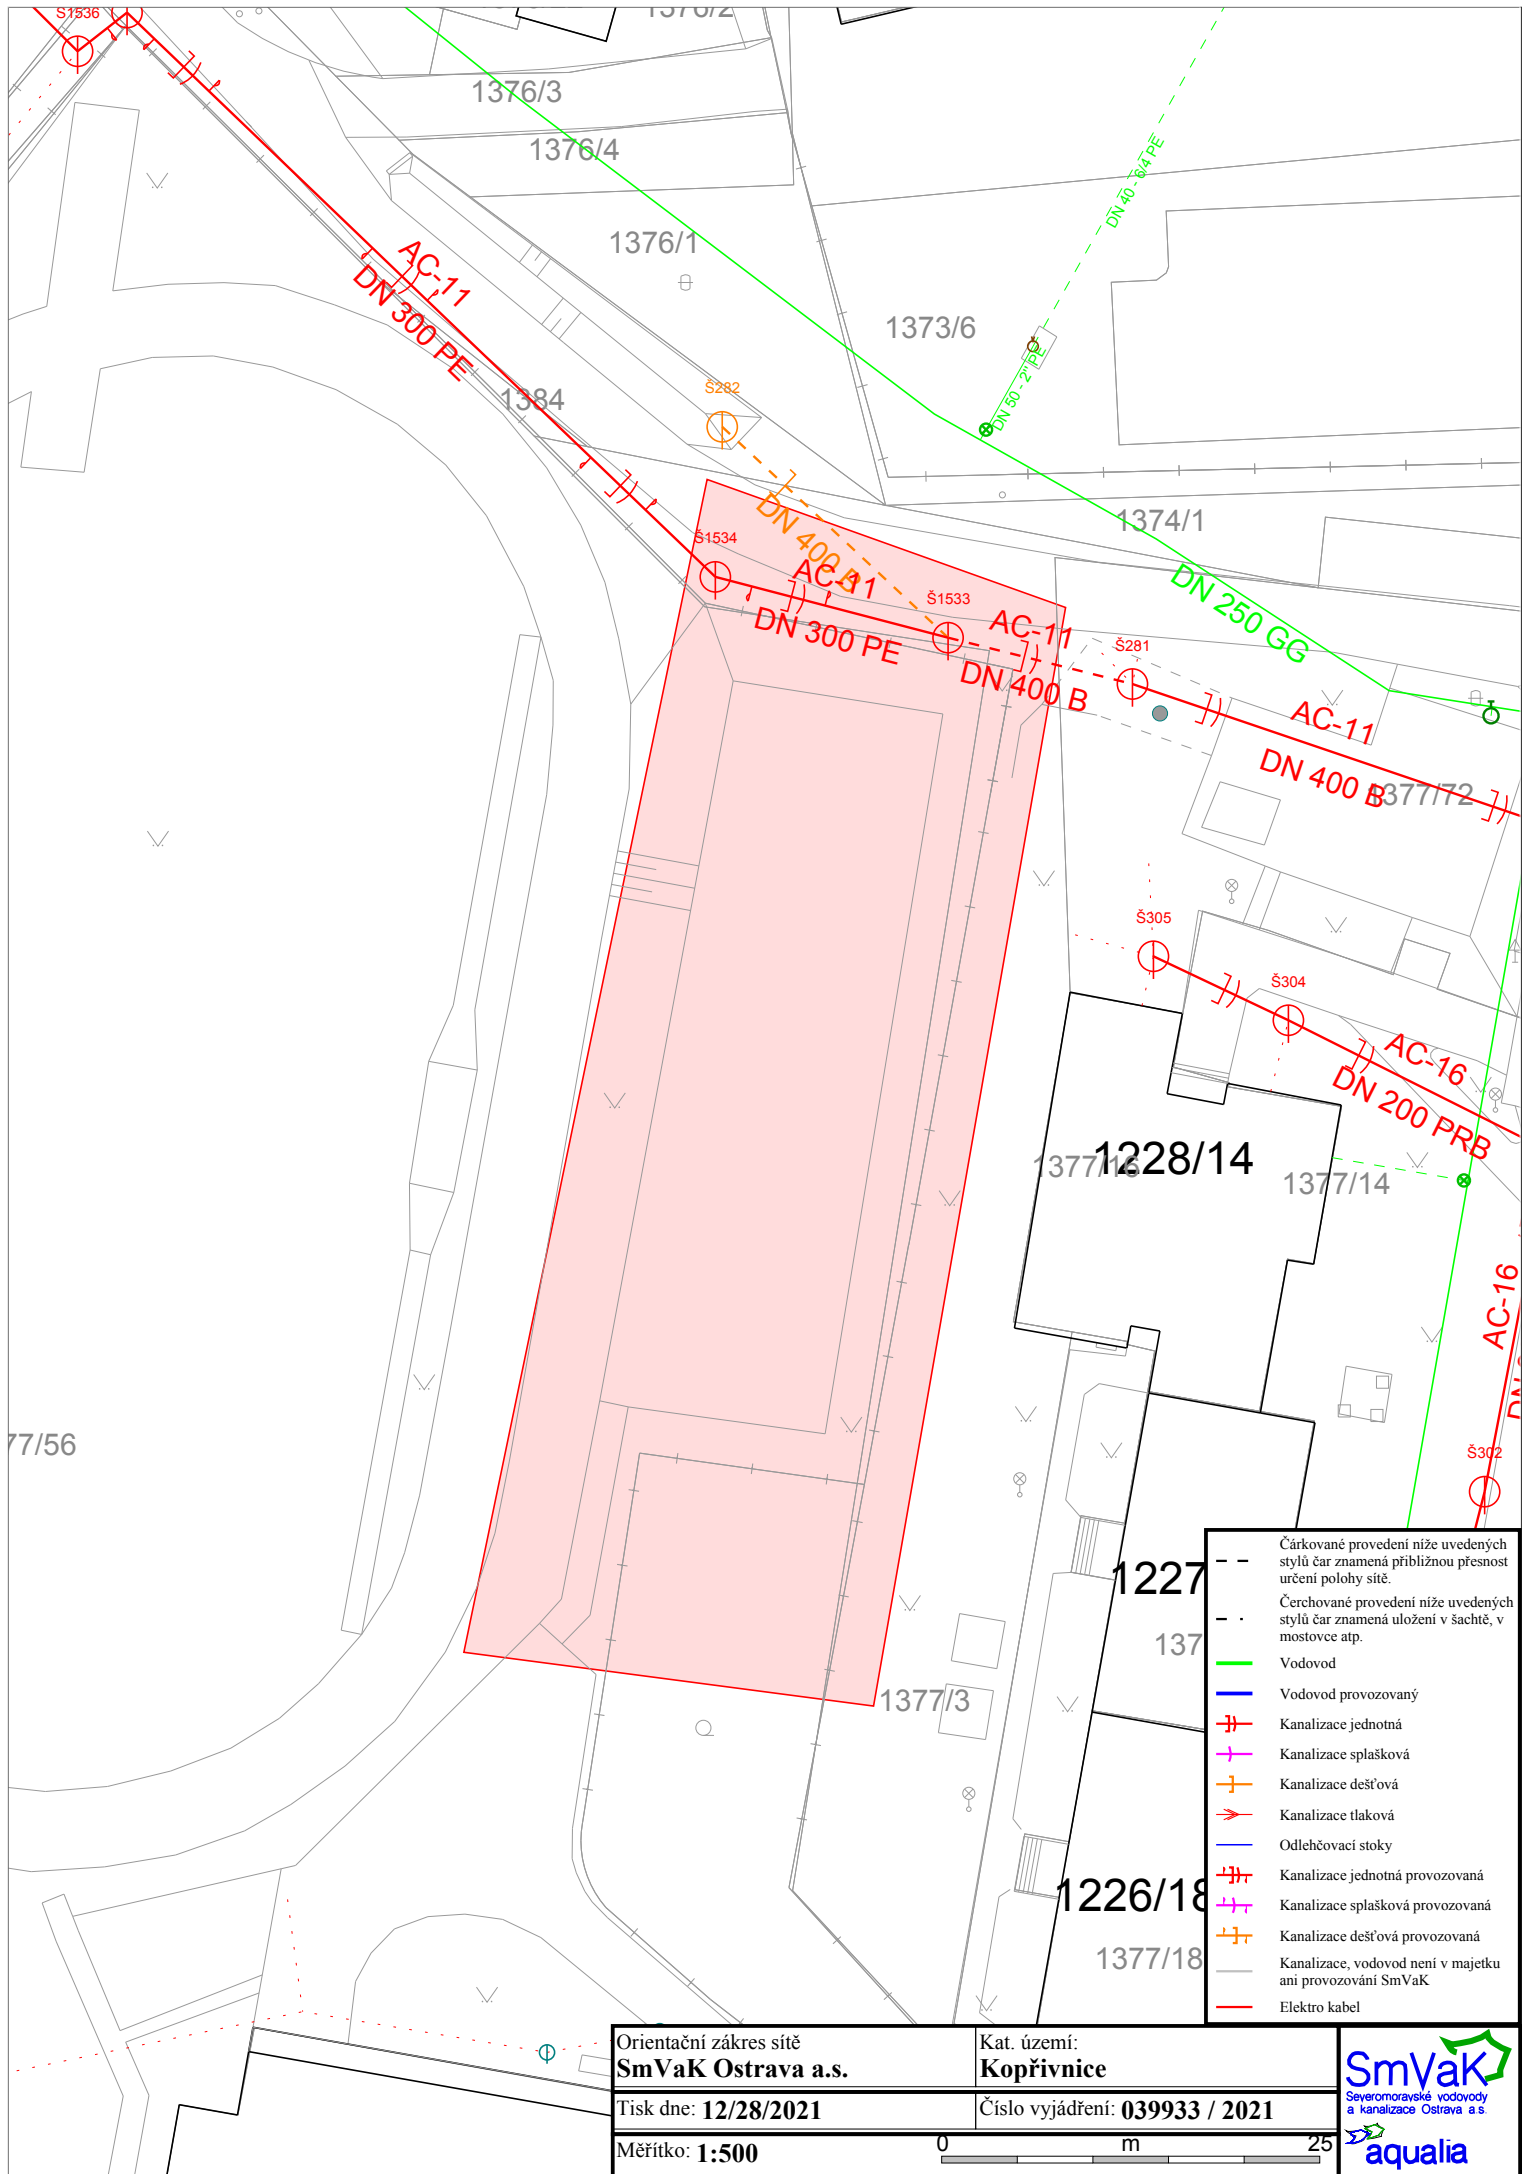 Š1536
1376/2
1376/3
1376/4
DN 40 - 6/4 PE
1376/1
AC-11
DN 300 PE
1373/6
DN 50 - 2" PE
1384
Š282
DN 400 B
1374/1
Š1534
AC-11
DN 250 GG
Š1533
DN 300 PE
AC-11
Š281
DN 400 B
AC-11
DN 400 B
1377/72
Š305
Š304
AC-16
DN 200 PRB
1228/14
1377/16
1377/14
AC-16
77/56
Š302
1227
137
1377/3
1226/18
1377/18
Čárkované provedení níže uvedených
stylů čar znamená přibližnou přesnost
určení polohy sítě.
Čerchované provedení níže uvedených
stylů čar znamená uložení v šachtě, v
mostovce atp.
Vodovod
Vodovod provozovaný
Kanalizace jednotná
Kanalizace splašková
Kanalizace dešťová
Kanalizace tlaková
Odlehčovací stoky
Kanalizace jednotná provozovaná
Kanalizace splašková provozovaná
Kanalizace dešťová provozovaná
Kanalizace, vodovod není v majetku
ani provozování SmVaK
Elektro kabel
Orientační zákres sítě
SmVaK Ostrava a.s.
Kat. území:
Kopřivnice
Tisk dne: 12/28/2021
Číslo vyjádření: 039933 / 2021
Měřítko: 1:500
0 m 25
SmVaK
Severomoravské vodovody
a kanalizace Ostrava a.s.
aqualia